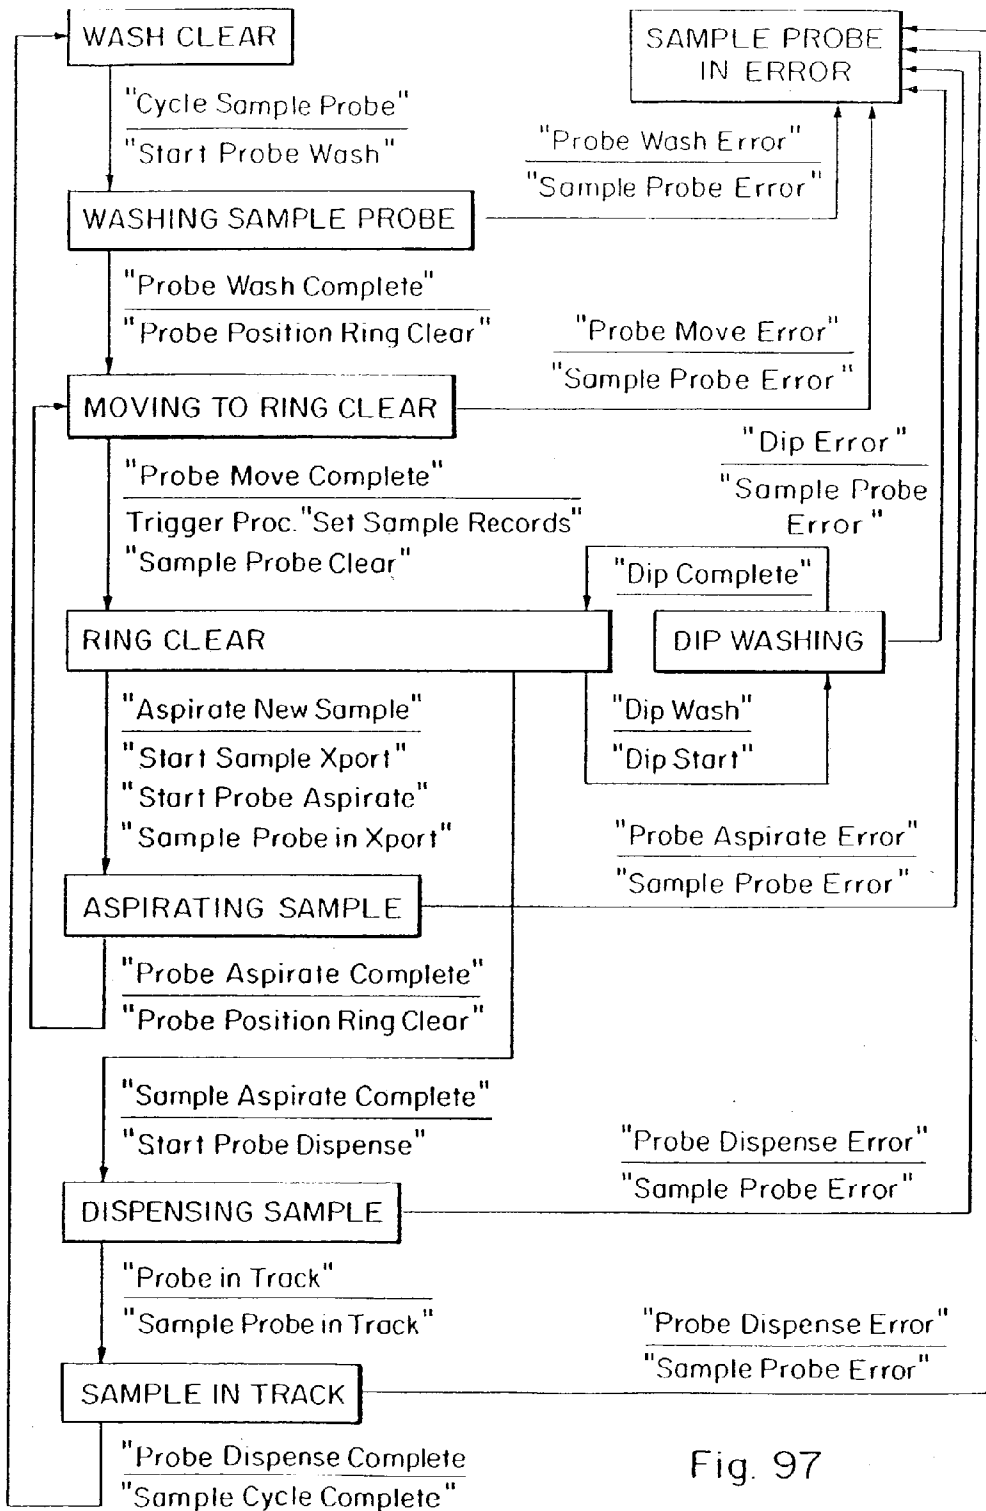 WASH CLEAR
SAMPLE PROBE
IN ERROR
"Cycle Sample Probe"
"Start Probe Wash"
"Probe Wash Error"
"Sample Probe Error"
WASHING SAMPLE PROBE
"Probe Wash Complete"
"Probe Position Ring Clear"
"Probe Move Error"
"Sample Probe Error"
MOVING TO RING CLEAR
"Dip Error"
"Sample Probe
Error"
"Probe Move Complete"
Trigger Proc. "Set Sample Records"
"Sample Probe Clear"
"Dip Complete"
RING CLEAR
DIP WASHING
"Aspirate New Sample"
"Start Sample Xport"
"Start Probe Aspirate"
"Sample Probe in Xport"
"Dip Wash"
"Dip Start"
"Probe Aspirate Error"
"Sample Probe Error"
ASPIRATING SAMPLE
"Probe Aspirate Complete"
"Probe Position Ring Clear"
"Sample Aspirate Complete"
"Start Probe Dispense"
"Probe Dispense Error"
"Sample Probe Error"
DISPENSING SAMPLE
"Probe in Track"
"Sample Probe in Track"
"Probe Dispense Error"
"Sample Probe Error"
SAMPLE IN TRACK
"Probe Dispense Complete
"Sample Cycle Complete"
Fig. 97